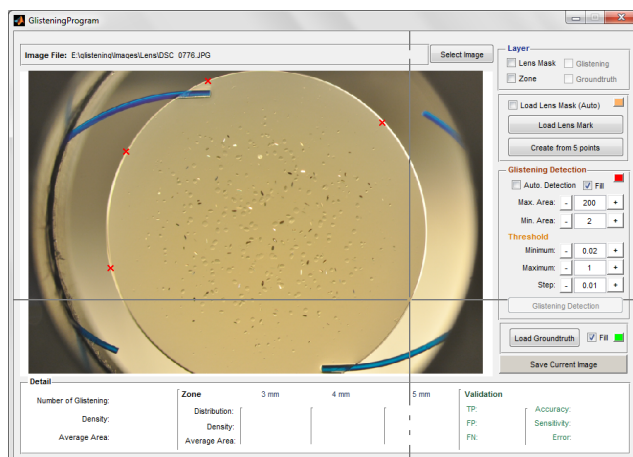 GlisteningProgram
Image File: E:\glistening\Images\Lens\DSC_0776.JPG
Select Image
Layer
Lens Mask Glistening
Zone Groundtruth
Load Lens Mask (Auto)
Load Lens Mark
Create from 5 points
Glistening Detection
Auto. Detection Fill
Max. Area: - 200 +
Min. Area: - 2 +
Threshold
Minimum: - 0.02 +
Maximum: - 1 +
Step: - 0.01 +
Glistening Detection
Load Groundtruth Fill
Save Current Image
Detail
Number of Glistening:
Density:
Average Area:
Zone 3 mm 4 mm 5 mm
Distribution:
Density:
Average Area:
Validation
TP: Accuracy:
FP: Sensitivity:
FN: Error: